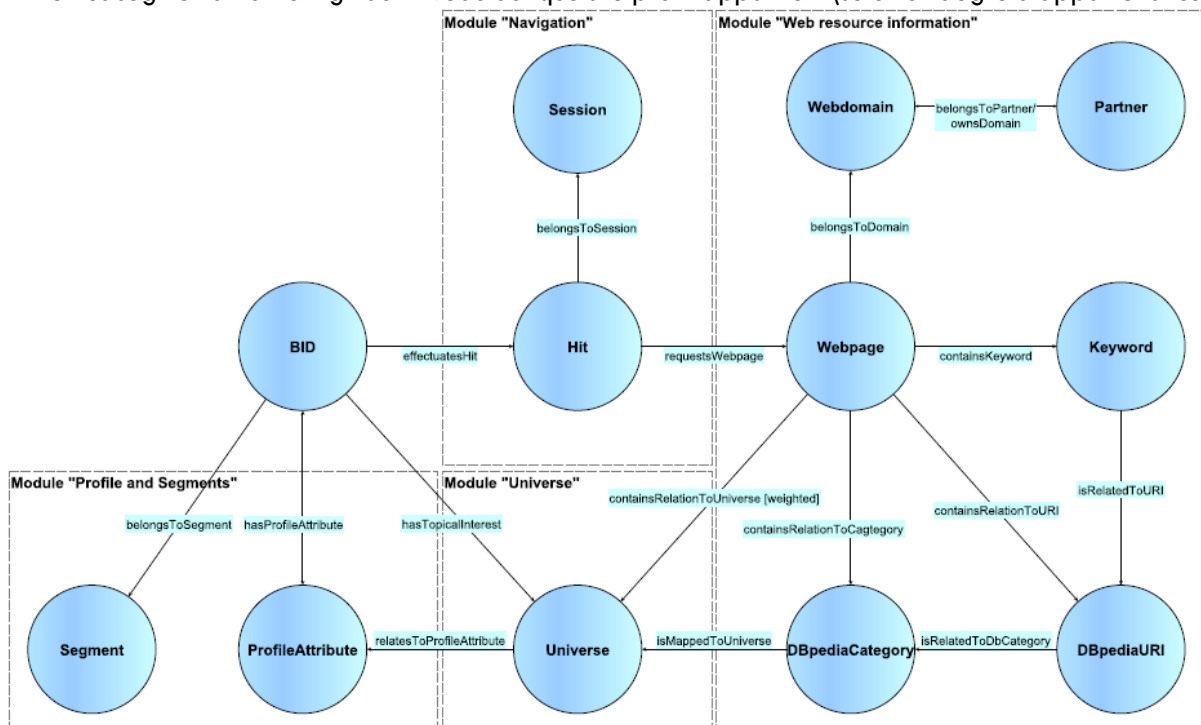 Module "Navigation"
Module "Web resource information"
Session
Webdomain
belongsToPartner/
ownsDomain
Partner
belongsToSession
belongsToDomain
BID
effectuatesHit
Hit
requestsWebpage
Webpage
containsKeyword
Keyword
Module "Profile and Segments"
Module "Universe"
isRelatedToURI
containsRelationToUniverse [weighted]
containsRelationToURI
belongsToSegment
hasProfileAttribute
hasTopicalInterest
containsRelationToCagtegory
Segment
ProfileAttribute
relatesToProfileAttribute
Universe
isMappedToUniverse
DBpediaCategory
isRelatedToDbCategory
DBpediaURI